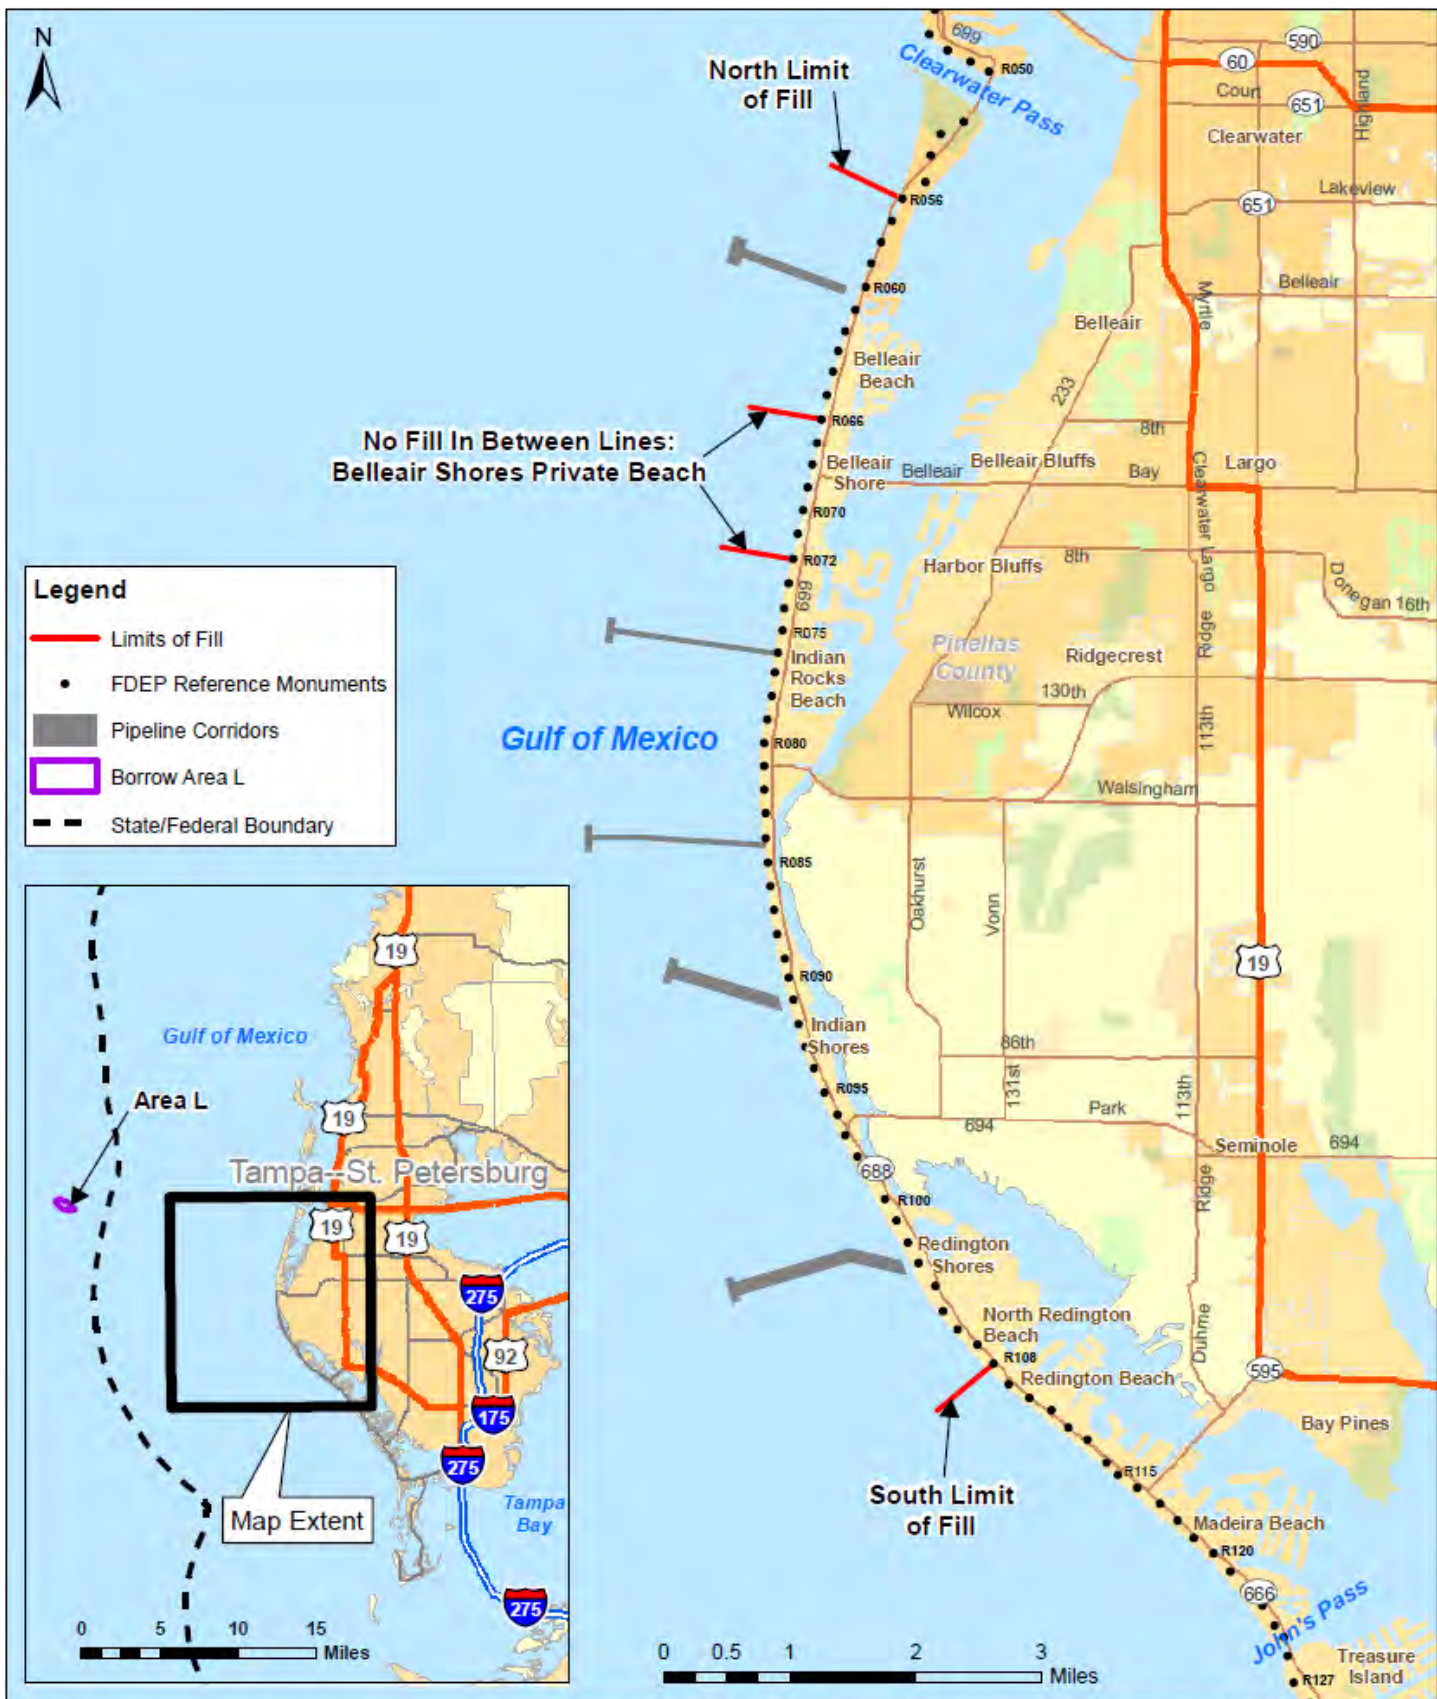 N
North Limit
of Fill
699
Clearwater Pass
R050
590
60
Court
651
Highland
Clearwater
Lakeview
651
R056
R060
Belleair
Myrtle
Belleair
Belleair
Beach
233
R066
8th
No Fill In Between Lines:
Belleair Shores Private Beach
Belleair
Shore
Belleair
Belleair Bluffs
Bay
Largo
Clearwater Largo
R070
R072
Harbor Bluffs
8th
Donegan 16th
699
R075
Indian
Rocks
Beach
Pinellas
County
Ridgecrest
Ridge
130th
Wilcox
113th
Gulf of Mexico
R080
Walsingham
R085
Oakhurst
Vonn
19
R090
Indian
Shores
86th
R095
131st
113th
Park
694
Seminole
694
688
Ridge
R100
Redington
Shores
North Redington
Beach
Duhme
R108
Redington Beach
595
Bay Pines
South Limit
of Fill
R115
Madeira Beach
R120
666
John's Pass
Treasure
Island
R127
0 0.5 1 2 3
Miles
Legend
Limits of Fill
FDEP Reference Monuments
Pipeline Corridors
Borrow Area L
State/Federal Boundary
19
Gulf of Mexico
Area L
19
Tampa--St. Petersburg
19
19
275
92
175
275
Map Extent
Tampa
Bay
275
0 5 10 15
Miles